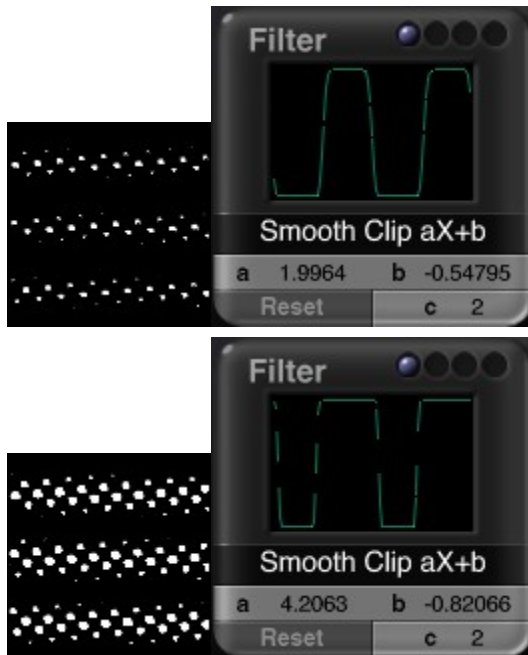 Filter
Smooth Clip aX+b
a 1.9964 b -0.54795
Reset c 2
Filter
Smooth Clip aX+b
a 4.2063 b -0.82066
Reset c 2